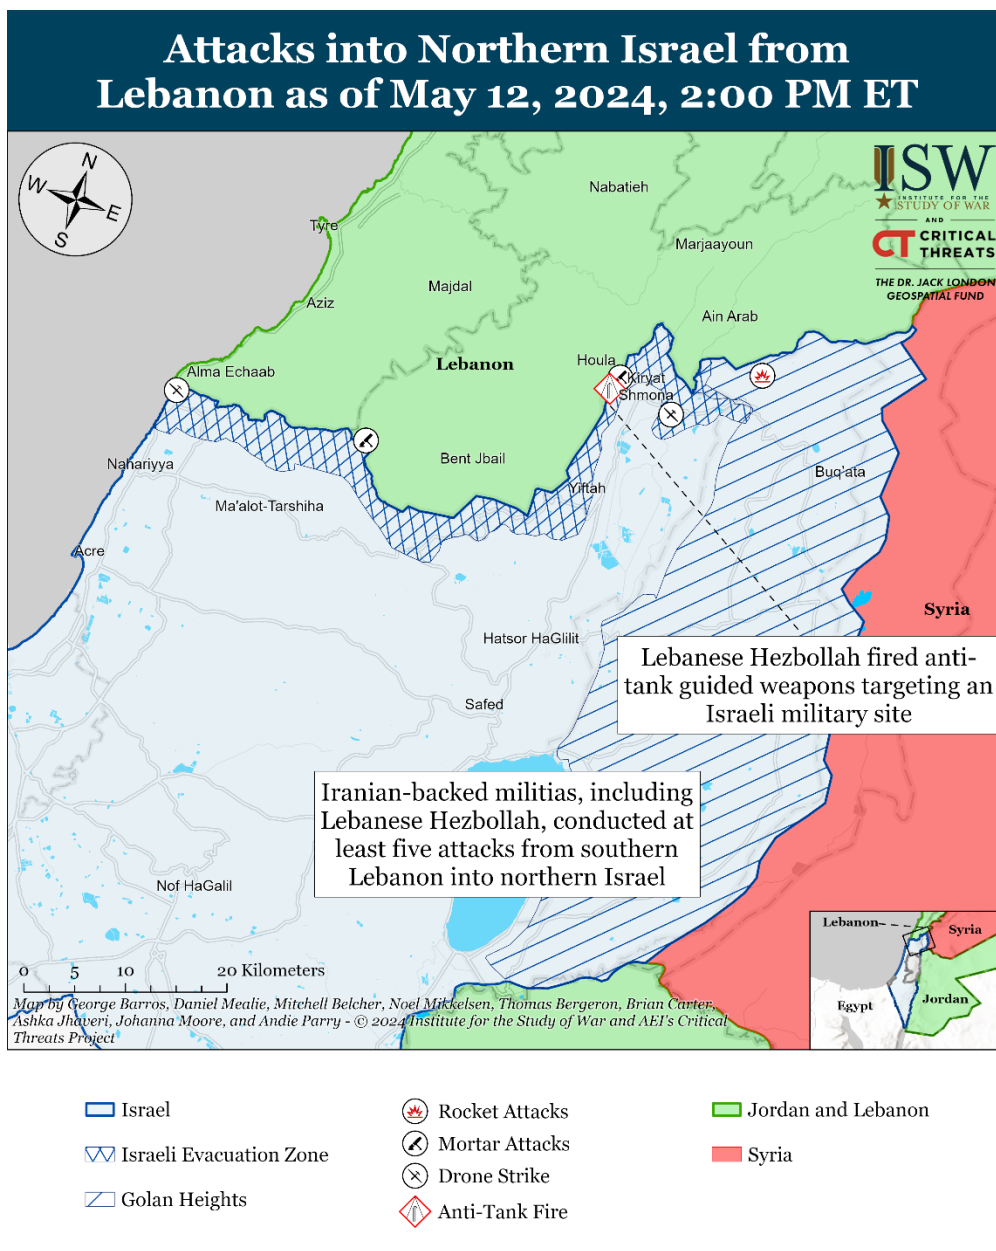 Attacks into Northern Israel from
Lebanon as of May 12, 2024, 2:00 PM ET
N
W
E
S
ISW
INSTITUTE FOR THE
STUDY OF WAR
AND
CT CRITICAL
THREATS
THE DR. JACK LONDON
GEOSPATIAL FUND
Nabatieh
Tyre
Marjaayoun
Majdal
Aziz
Ain Arab
Lebanon
Houla
Alma Echaab
Kiryat
Shmona
Bent Jbail
Nahariyya
Buq'ata
Yiftah
Ma'alot-Tarshiha
Acre
Syria
Hatsor HaGlilit
Lebanese Hezbollah fired anti-
tank guided weapons targeting an
Israeli military site
Safed
Iranian-backed militias, including
Lebanese Hezbollah, conducted at
least five attacks from southern
Lebanon into northern Israel
Nof HaGalil
Lebanon
Syria
Egypt
Jordan
0 5 10 20 Kilometers
Map by George Barros, Daniel Mealie, Mitchell Belcher, Noel Mikkelsen, Thomas Bergeron, Brian Carter,
Ashka Jhaveri, Johanna Moore, and Andie Parry - © 2024 Institute for the Study of War and AEI's Critical
Threats Project
Israel
Israeli Evacuation Zone
Golan Heights
Rocket Attacks
Mortar Attacks
Drone Strike
Anti-Tank Fire
Jordan and Lebanon
Syria